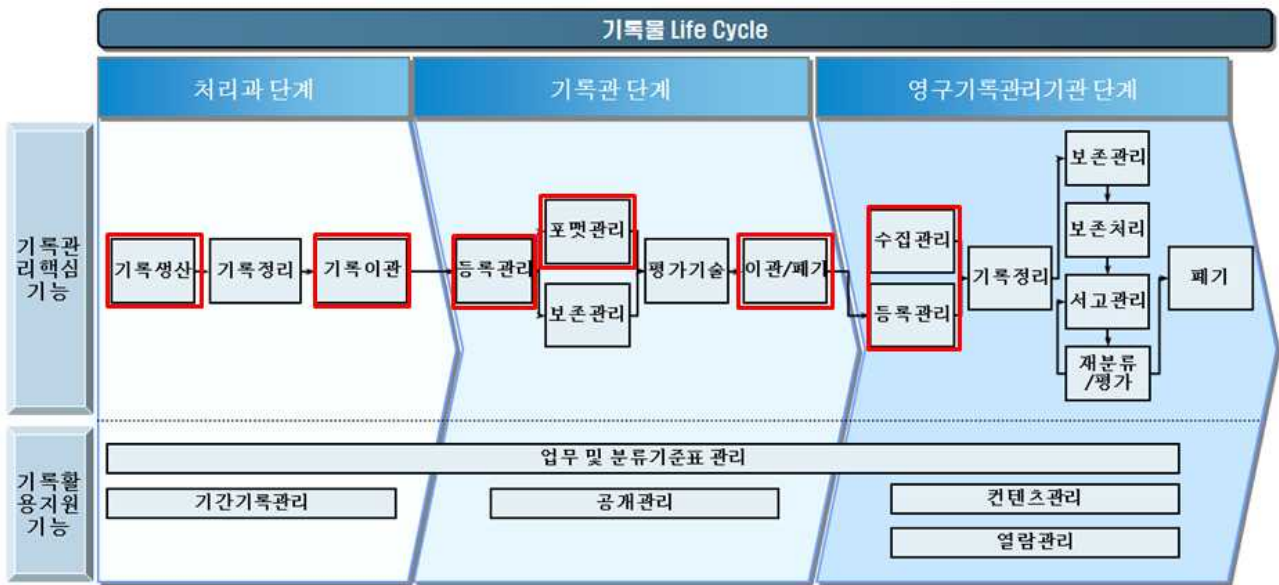 기록물 Life Cycle
처리과 단계
기록관 단계
영구기록관리기관 단계
기록관
리핵심
기능
기록생산
기록정리
기록이관
등록관리
포맷관리
보존관리
평가기술
이관/폐기
수집관리
등록관리
기록정리
보존관리
보존처리
서고관리
재분류
/평가
폐기
기록활
용지원
기능
업무 및 분류기준표 관리
기간기록관리
공개관리
컨텐츠관리
열람관리